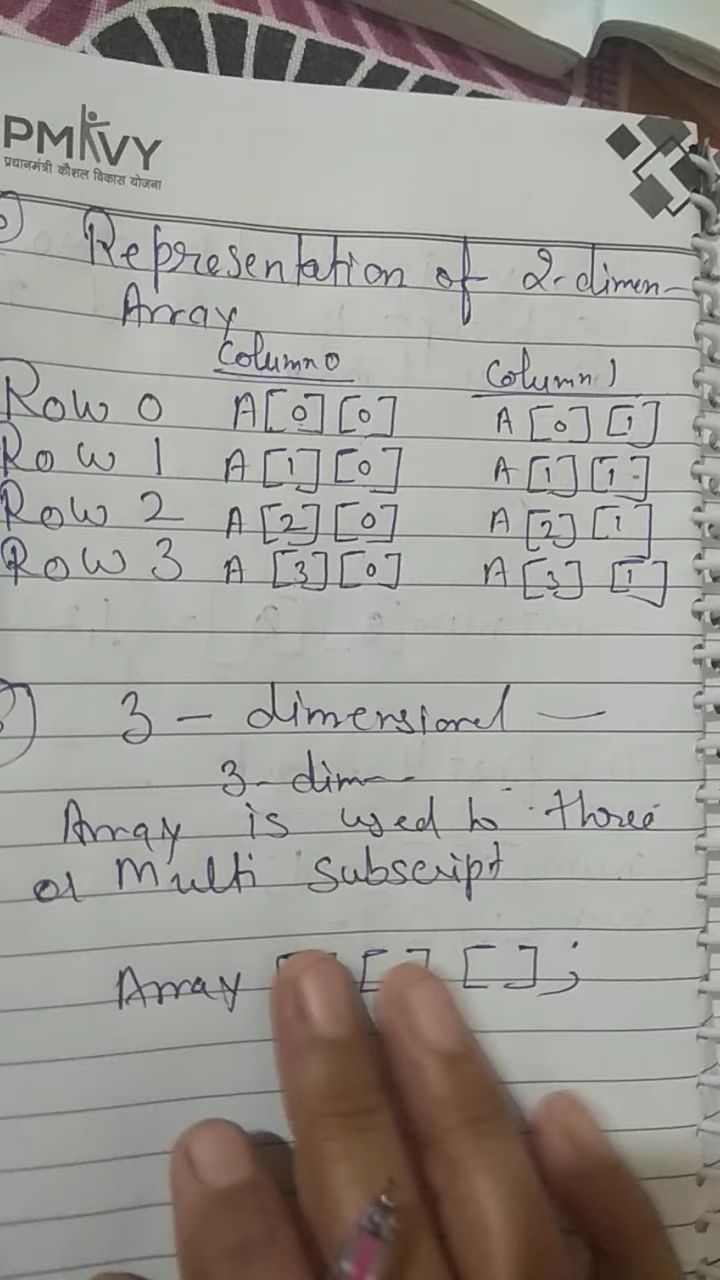 PMKVY
प्रधानमंत्री कौशल विकास योजना
Representation of 2-dimen-
Array
Column 0 Column 1
Row 0 A[0][0] A[0][1]
Row 1 A[1][0] A[1][1]
Row 2 A[2][0] A[2][1]
Row 3 A[3][0] A[3][1]
3 - dimensional —
3-dim
Array is used to three
or Multi subscript
Array [] [] [];